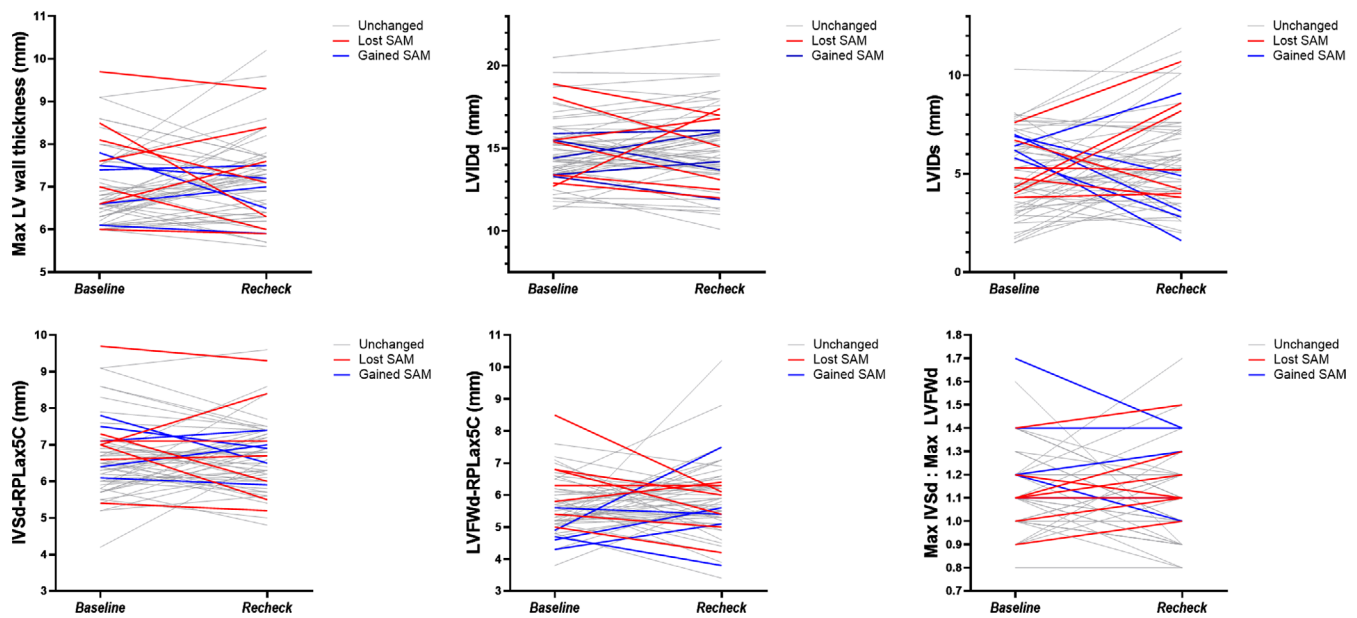 Max LV wall thickness (mm)
11
10
9
8
7
6
5
Baseline
Recheck
Unchanged
Lost SAM
Gained SAM
LVIDd (mm)
20
15
10
Baseline
Recheck
Unchanged
Lost SAM
Gained SAM
LVIDs (mm)
10
5
0
Baseline
Recheck
Unchanged
Lost SAM
Gained SAM
IVSd-RPLax5C (mm)
10
9
8
7
6
5
4
3
Baseline
Recheck
Unchanged
Lost SAM
Gained SAM
LVFWd-RPLax5C (mm)
11
10
9
8
7
6
5
4
3
Baseline
Recheck
Unchanged
Lost SAM
Gained SAM
Max IVSd : Max LVFWd
1.8
1.7
1.6
1.5
1.4
1.3
1.2
1.1
1.0
0.9
0.8
0.7
Baseline
Recheck
Unchanged
Lost SAM
Gained SAM